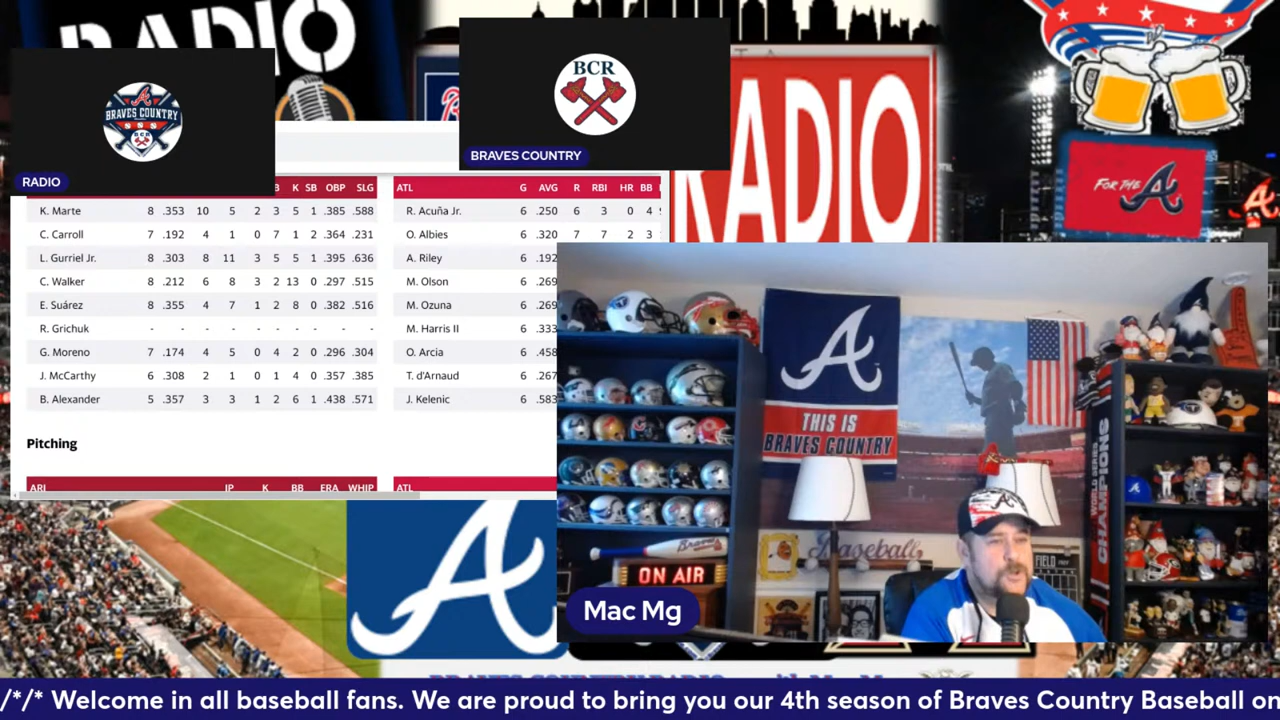 RADIO
BRAVES COUNTRY
BCR
RADIO
BCR
BRAVES COUNTRY
RADIO
FOR THE A
B K SB OBP SLG
K. Marte 8 .353 10 5 2 3 5 1 .385 .588
C. Carroll 7 .192 4 1 0 7 1 2 .364 .231
L. Gurriel Jr. 8 .303 8 11 3 5 5 1 .395 .636
C. Walker 8 .212 6 8 3 2 13 0 .297 .515
E. Suárez 8 .355 4 7 1 2 8 0 .382 .516
R. Grichuk - - - - - - - - - -
G. Moreno 7 .174 4 5 0 4 2 0 .296 .304
J. McCarthy 6 .308 2 1 0 1 4 0 .357 .385
B. Alexander 5 .357 3 3 1 2 6 1 .438 .571
Pitching
ARI IP K BB ERA WHIP
ATL G AVG R RBI HR BB
R. Acuña Jr. 6 .250 6 3 0 4
O. Albies 6 .320 7 7 2 3
A. Riley 6 .192
M. Olson 6 .269
M. Ozuna 6 .269
M. Harris II 6 .333
O. Arcia 6 .458
T. d'Arnaud 6 .267
J. Kelenic 6 .583
ATL
A
THIS IS
BRAVES COUNTRY
WORLD SERIES
CHAMPIONS
Braves
Baseball
ON AIR
FIELD
Mac Mg
/*/* Welcome in all baseball fans. We are proud to bring you our 4th season of Braves Country Baseball on